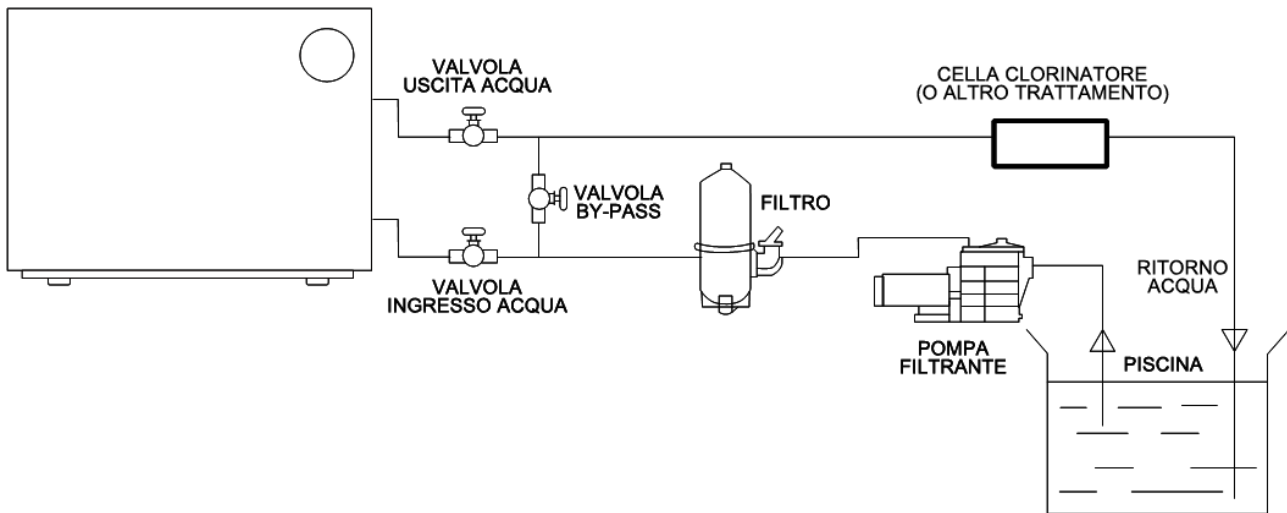 VALVOLA
USCITA ACQUA
CELLA CLORINATORE
(O ALTRO TRATTAMENTO)
VALVOLA
BY-PASS
FILTRO
VALVOLA
INGRESSO ACQUA
RITORNO
ACQUA
POMPA
FILTRANTE
PISCINA